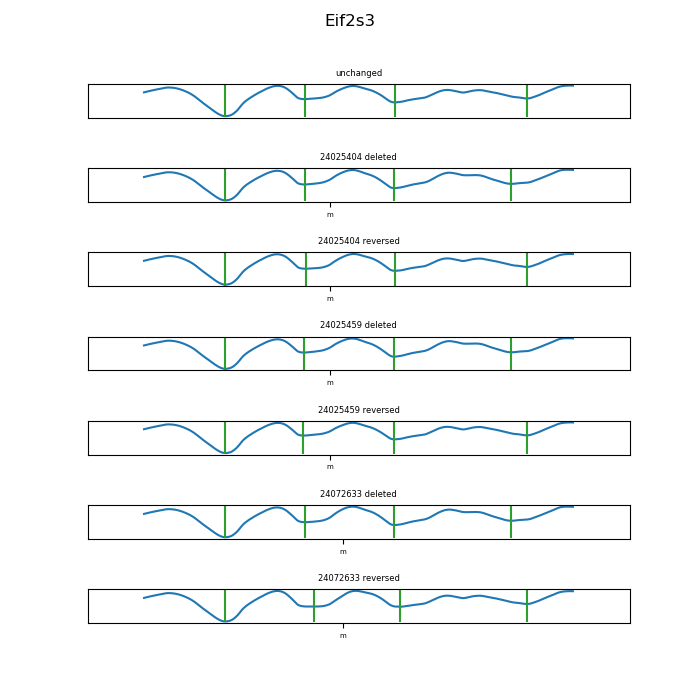 Eif2s3
unchanged
24025404 deleted
m
24025404 reversed
m
24025459 deleted
m
24025459 reversed
m
24072633 deleted
m
24072633 reversed
m